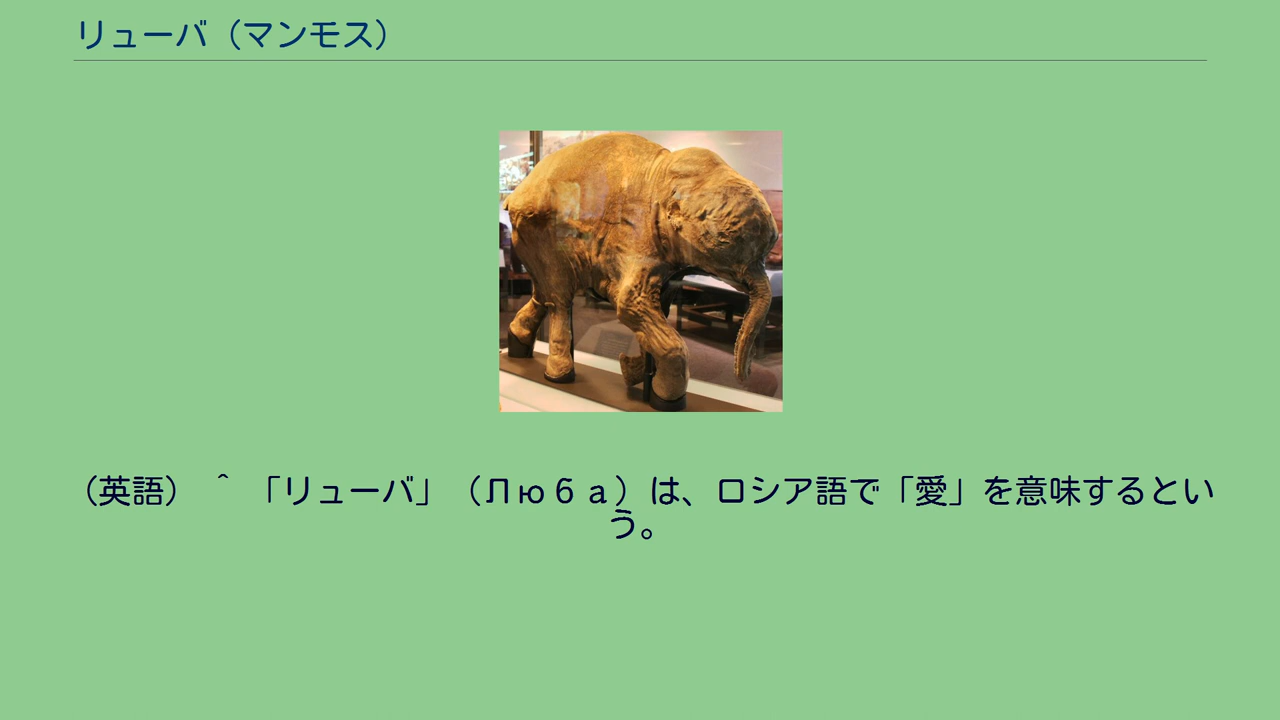 リューバ（マンモス）
（英語） ＾ 「リューバ」（Люба）は、ロシア語で「愛」を意味するとい
う。